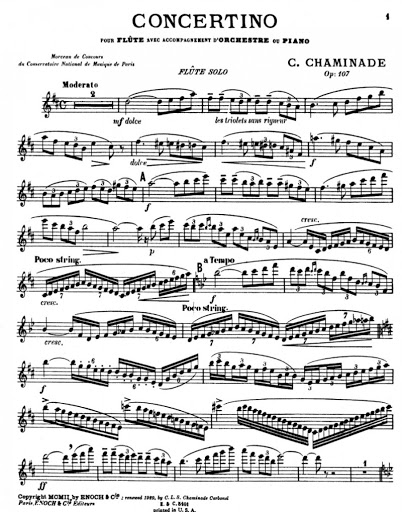 CONCERTINO
1
POUR FLÛTE AVEC ACCOMPAGNEMENT D'ORCHESTRE OU PIANO
Morceau de Concours
du Conservatoire National de Musique de Paris
C. CHAMINADE
Op: 107
FLÛTE SOLO
Moderato
2
mf dolce
les triolets sans rigueur
dolce
A
f
cresc.
f
p
Poco string.
B
a Tempo
cresc.
f
Poco string.
cresc.
f
ff
Copyright MCMII by ENOCH & Cie; renewed 1929, by C. L. S. Chaminade Carbonel
Paris, ENOCH & Cie Editeurs
E. & C.
printed in U.S.A.